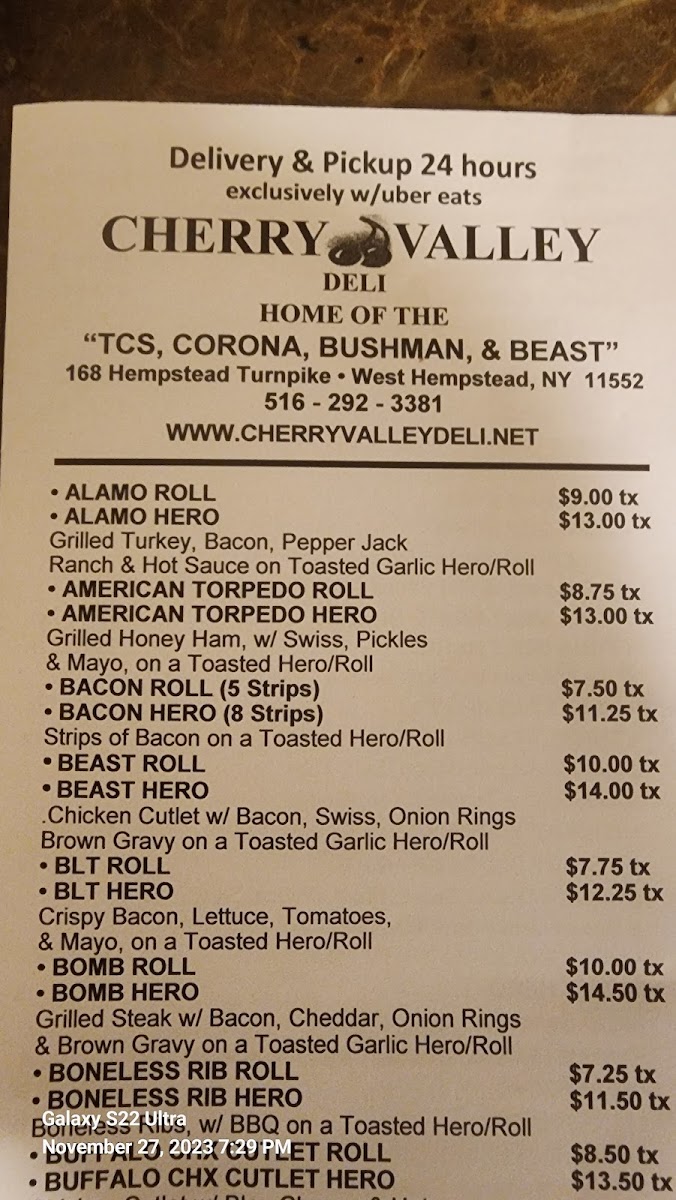 Delivery & Pickup 24 hours
exclusively w/uber eats
CHERRY VALLEY
DELI
HOME OF THE
“TCS, CORONA, BUSHMAN, & BEAST”
168 Hempstead Turnpike • West Hempstead, NY 11552
516 - 292 - 3381
WWW.CHERRYVALLEYDELI.NET
• ALAMO ROLL $9.00 tx
• ALAMO HERO $13.00 tx
Grilled Turkey, Bacon, Pepper Jack
Ranch & Hot Sauce on Toasted Garlic Hero/Roll
• AMERICAN TORPEDO ROLL $8.75 tx
• AMERICAN TORPEDO HERO $13.00 tx
Grilled Honey Ham, w/ Swiss, Pickles
& Mayo, on a Toasted Hero/Roll
• BACON ROLL (5 Strips) $7.50 tx
• BACON HERO (8 Strips) $11.25 tx
Strips of Bacon on a Toasted Hero/Roll
• BEAST ROLL $10.00 tx
• BEAST HERO $14.00 tx
.Chicken Cutlet w/ Bacon, Swiss, Onion Rings
Brown Gravy on a Toasted Garlic Hero/Roll
• BLT ROLL $7.75 tx
• BLT HERO $12.25 tx
Crispy Bacon, Lettuce, Tomatoes,
& Mayo, on a Toasted Hero/Roll
• BOMB ROLL $10.00 tx
• BOMB HERO $14.50 tx
Grilled Steak w/ Bacon, Cheddar, Onion Rings
& Brown Gravy on a Toasted Garlic Hero/Roll
• BONELESS RIB ROLL $7.25 tx
• BONELESS RIB HERO $11.50 tx
Galaxy S22 Ultra
Boneless Ribs, w/ BBQ on a Toasted Hero/Roll
November 27, 2023 7:29 PM
• BUFFALO CHX CUTLET ROLL $8.50 tx
• BUFFALO CHX CUTLET HERO $13.50 tx